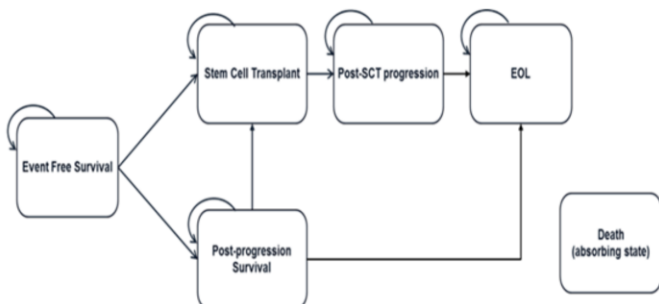 Stem Cell Transplant
Post-SCT progression
EOL
Event Free Survival
Post-progression
Survival
Death
(absorbing state)